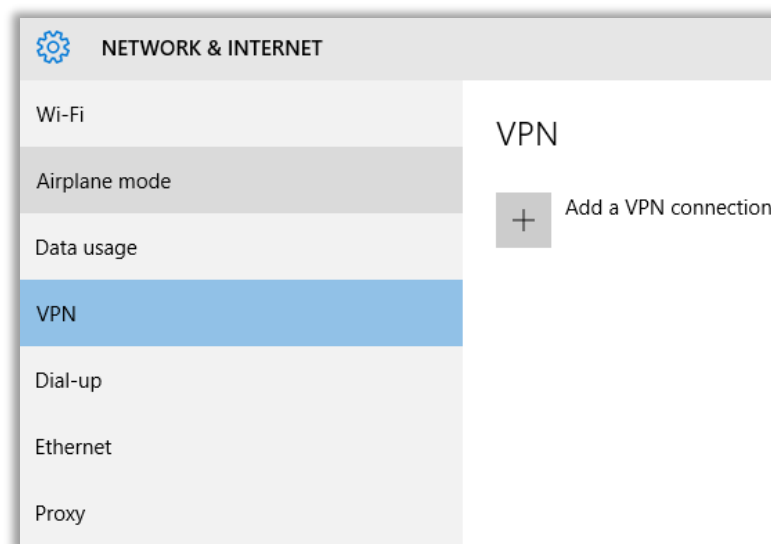 NETWORK & INTERNET
Wi-Fi
Airplane mode
Data usage
VPN
Dial-up
Ethernet
Proxy
VPN
Add a VPN connection